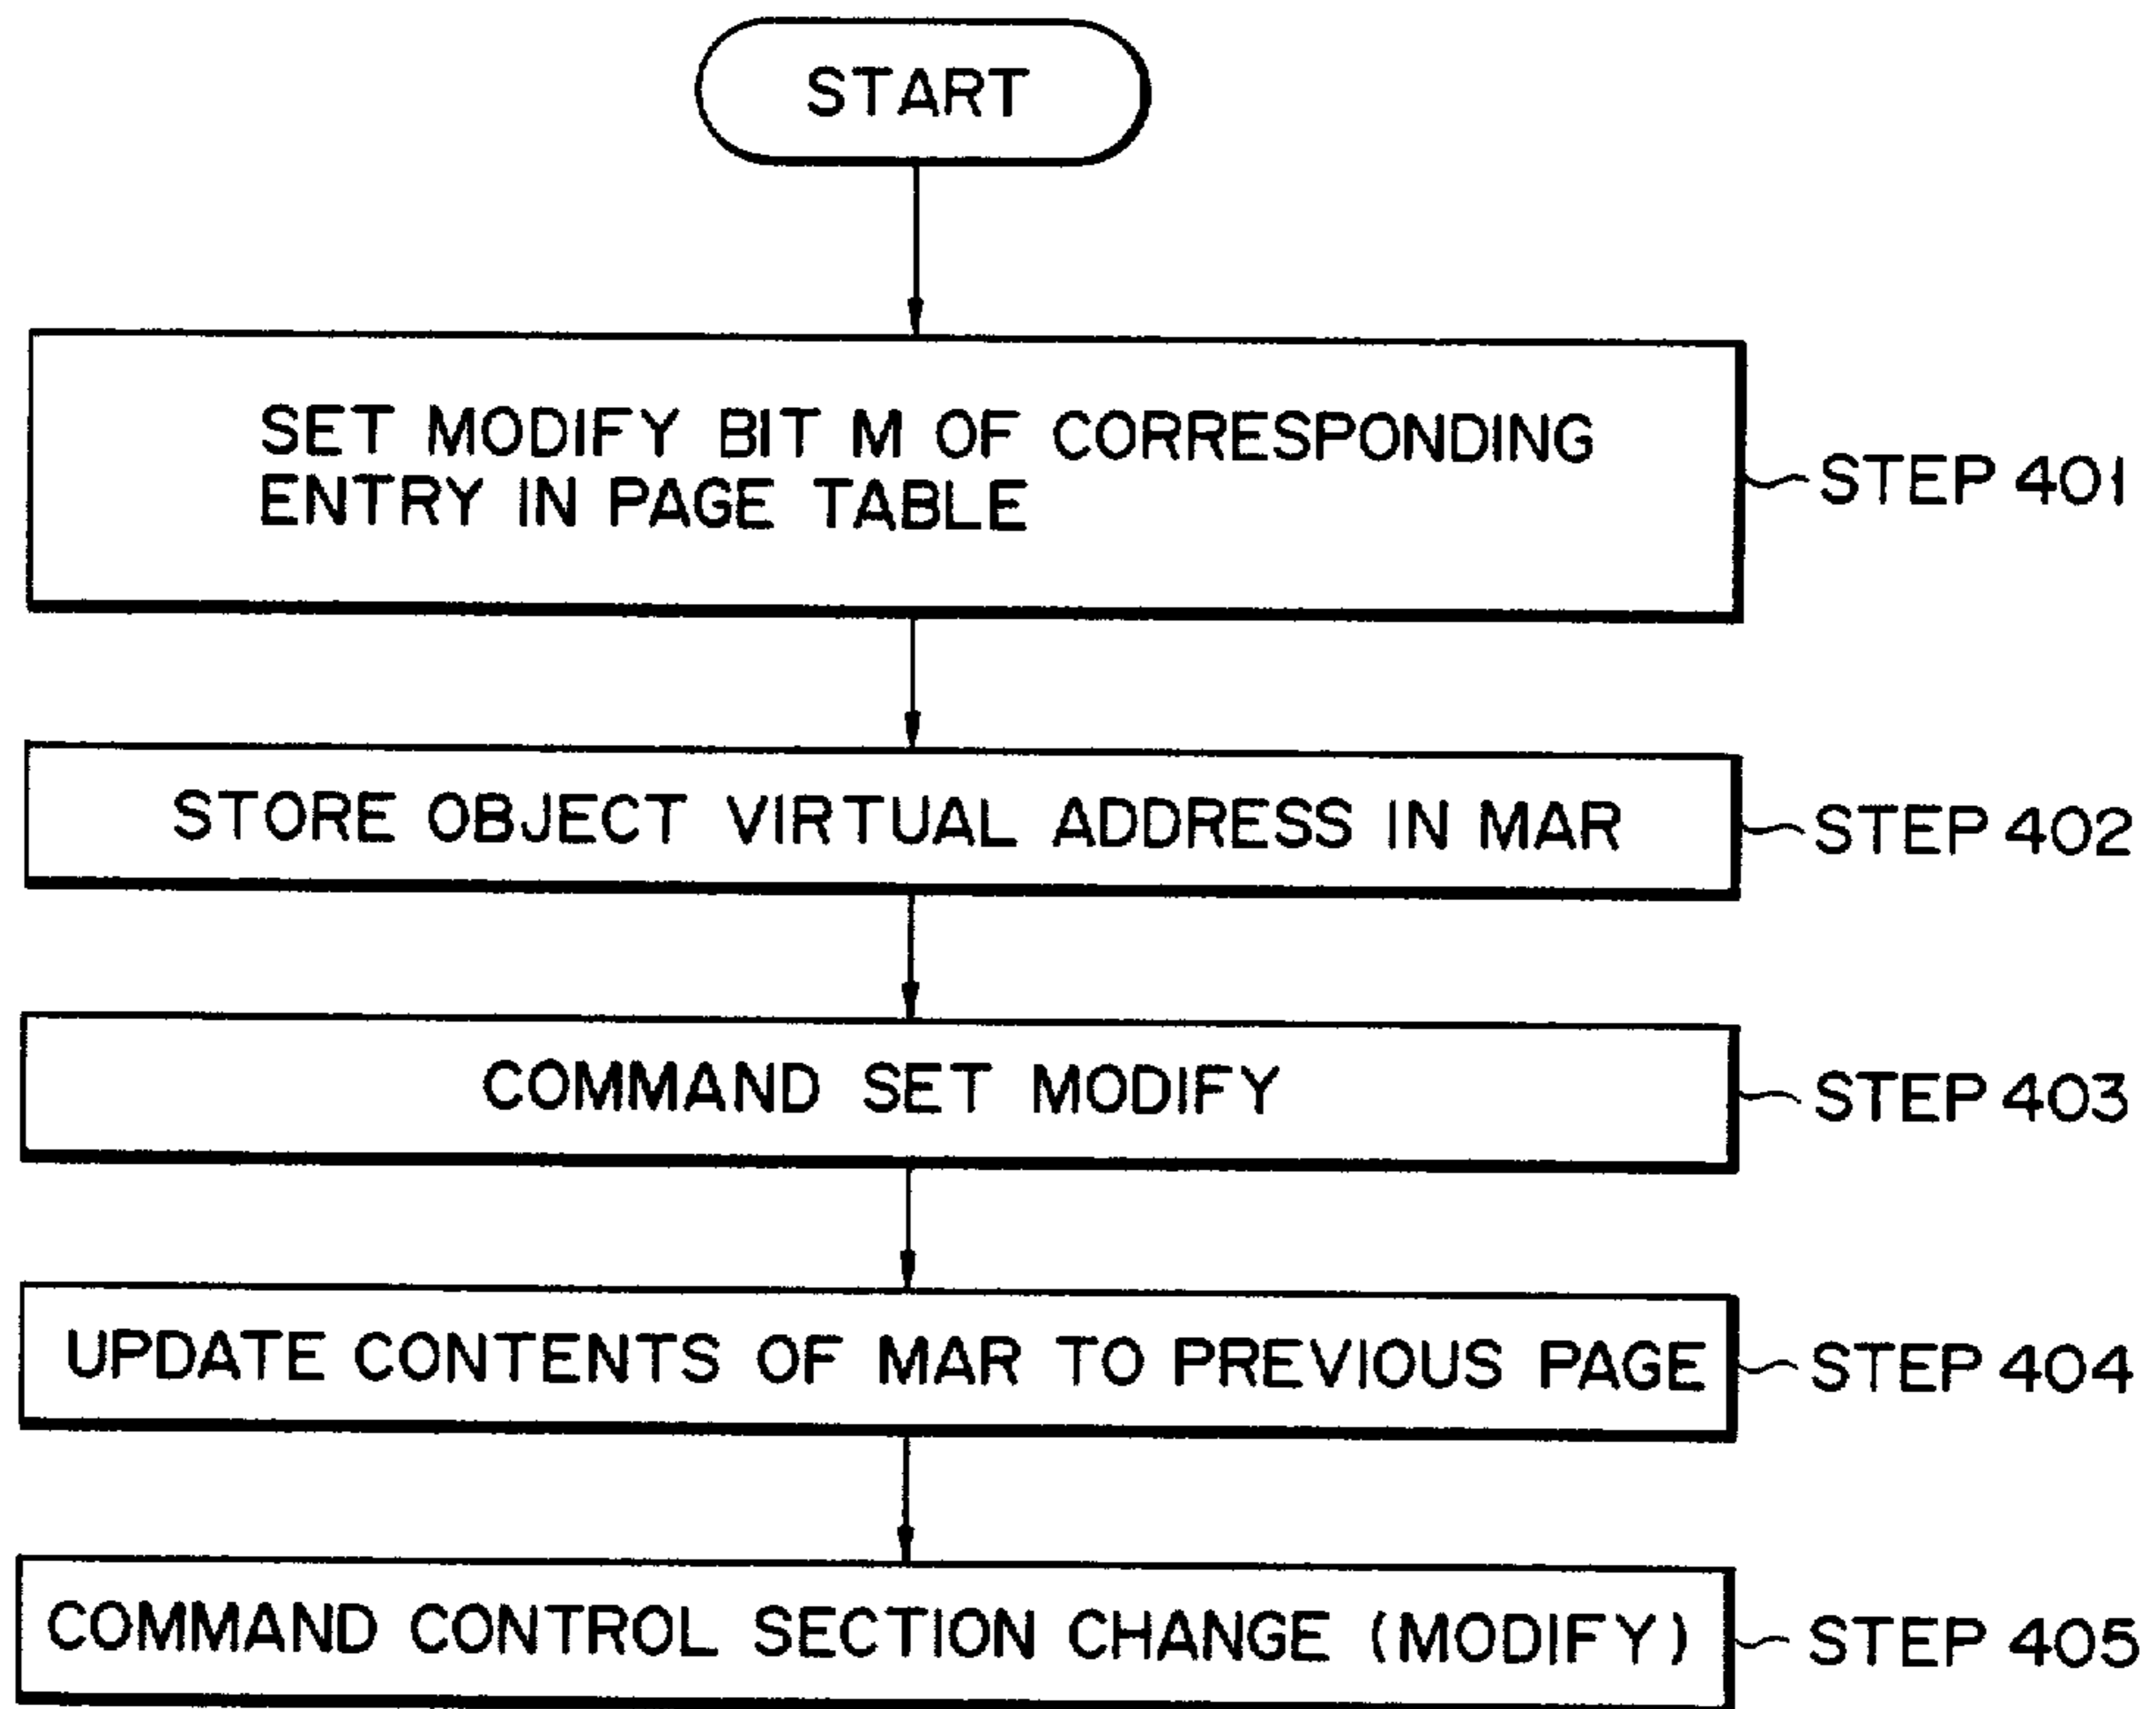 START
SET MODIFY BIT M OF CORRESPONDING
ENTRY IN PAGE TABLE
STEP 401
STORE OBJECT VIRTUAL ADDRESS IN MAR
STEP 402
COMMAND SET MODIFY
STEP 403
UPDATE CONTENTS OF MAR TO PREVIOUS PAGE
STEP 404
COMMAND CONTROL SECTION CHANGE (MODIFY)
STEP 405